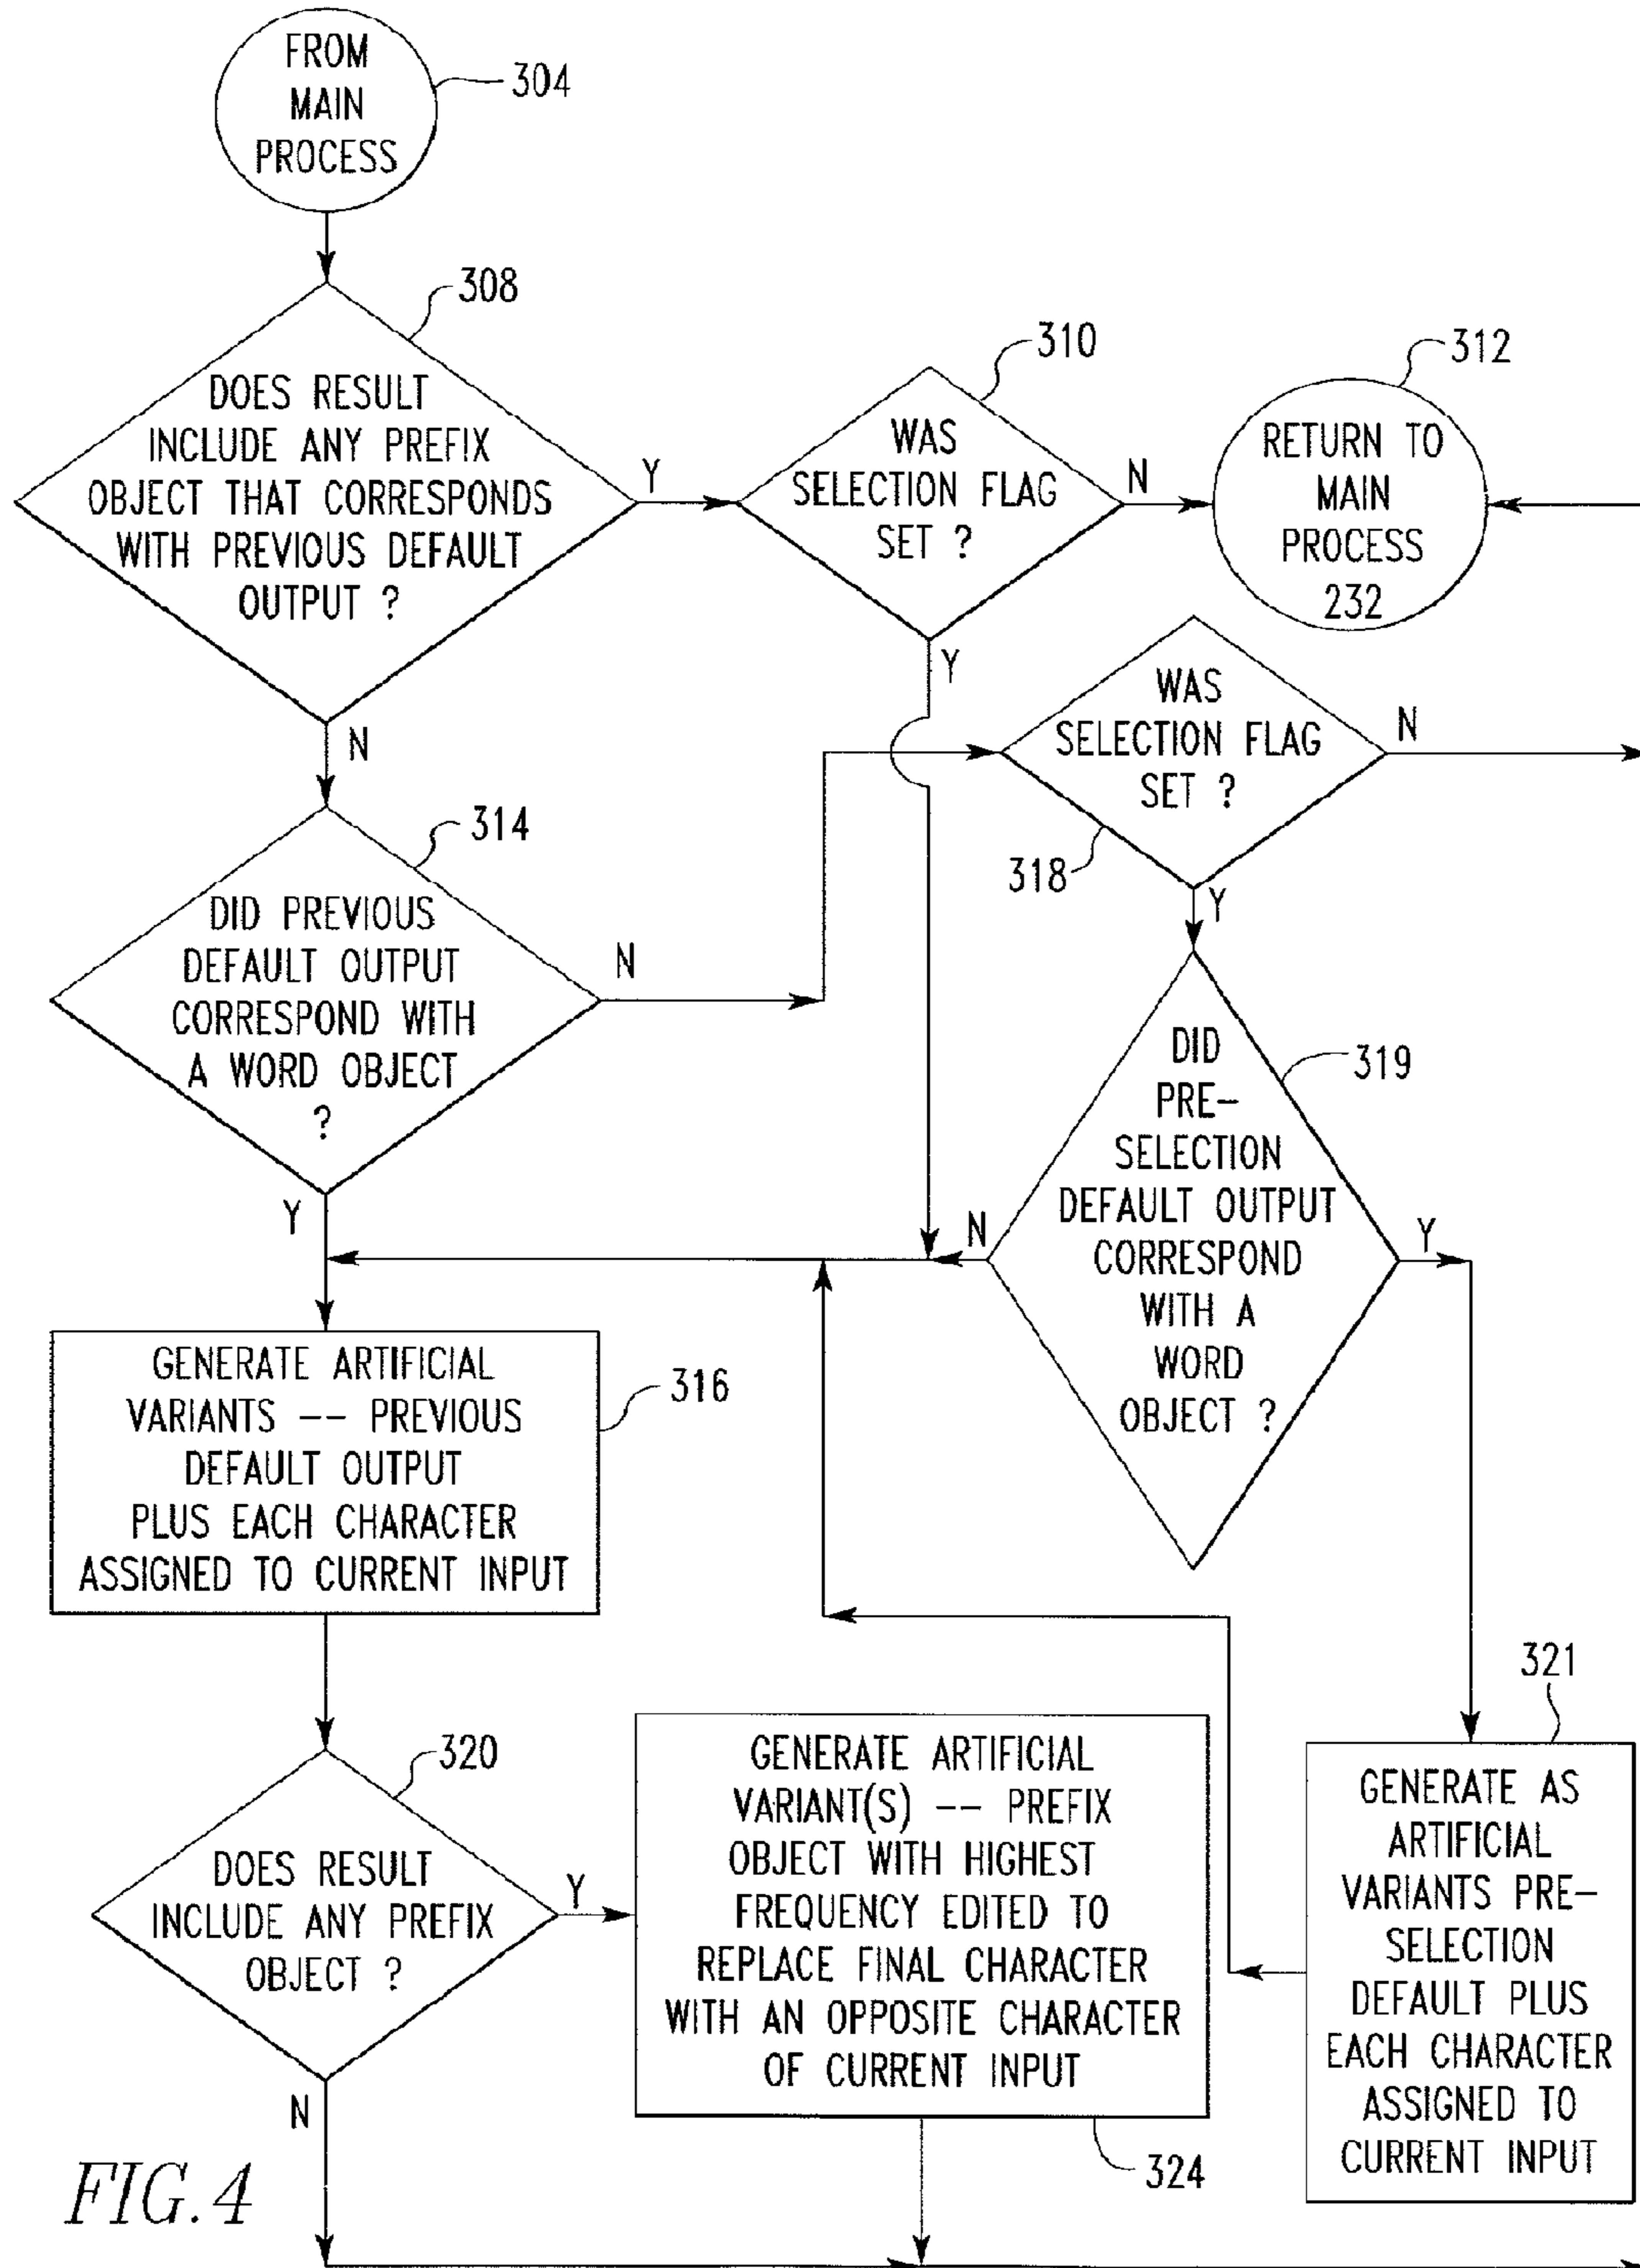 FROM
MAIN
PROCESS
304
308
DOES RESULT
INCLUDE ANY PREFIX
OBJECT THAT CORRESPONDS
WITH PREVIOUS DEFAULT
OUTPUT ?
Y
N
310
WAS
SELECTION FLAG
SET ?
N
Y
312
RETURN TO
MAIN
PROCESS
232
314
DID PREVIOUS
DEFAULT OUTPUT
CORRESPOND WITH
A WORD OBJECT
?
N
Y
WAS
SELECTION FLAG
SET ?
318
N
Y
DID
PRE-
SELECTION
DEFAULT OUTPUT
CORRESPOND
WITH A
WORD
OBJECT ?
319
N
Y
GENERATE ARTIFICIAL
VARIANTS -- PREVIOUS
DEFAULT OUTPUT
PLUS EACH CHARACTER
ASSIGNED TO CURRENT INPUT
316
320
DOES RESULT
INCLUDE ANY PREFIX
OBJECT ?
Y
N
GENERATE ARTIFICIAL
VARIANT(S) -- PREFIX
OBJECT WITH HIGHEST
FREQUENCY EDITED TO
REPLACE FINAL CHARACTER
WITH AN OPPOSITE CHARACTER
OF CURRENT INPUT
324
321
GENERATE AS
ARTIFICIAL
VARIANTS PRE-
SELECTION
DEFAULT PLUS
EACH CHARACTER
ASSIGNED TO
CURRENT INPUT
FIG.4